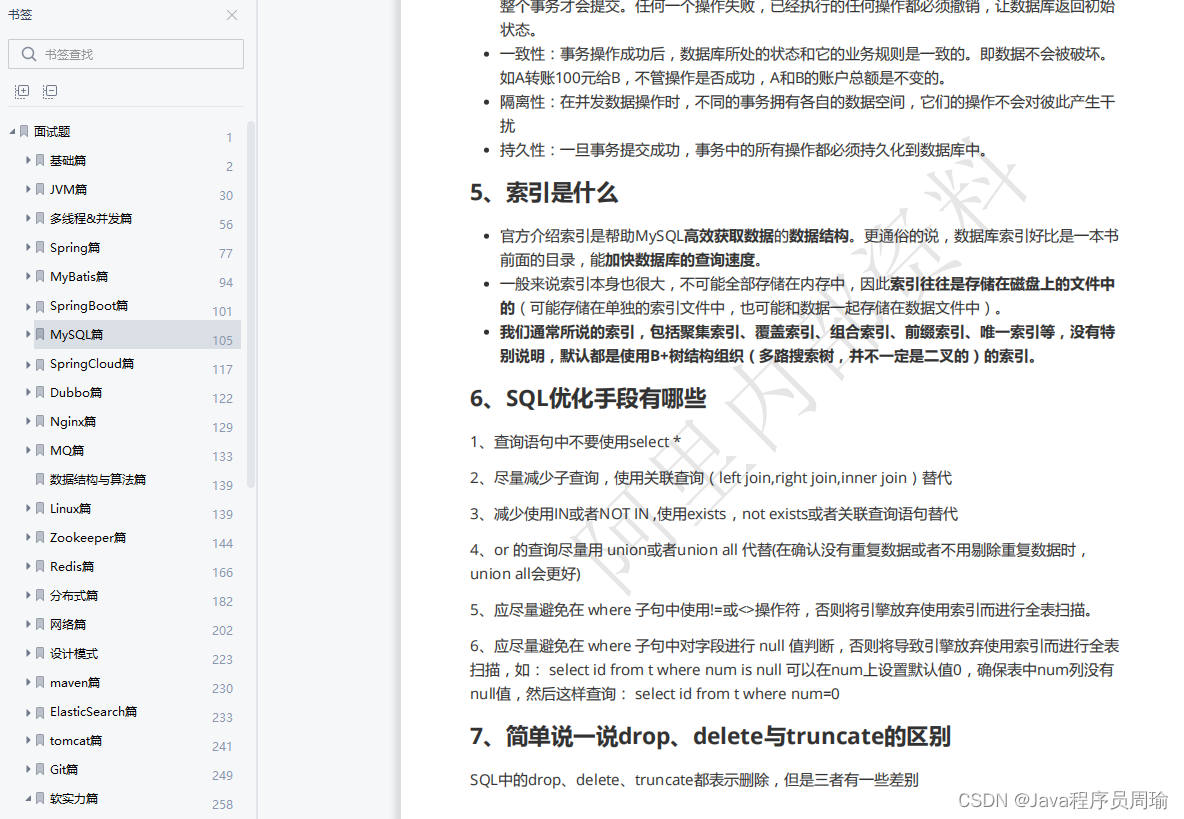 书签
书签查找
面试题 1
基础篇 2
JVM篇 30
多线程&并发篇 56
Spring篇 77
MyBatis篇 94
SpringBoot篇 101
MySQL篇 105
SpringCloud篇 117
Dubbo篇 122
Nginx篇 129
MQ篇 133
数据结构与算法篇 139
Linux篇 139
Zookeeper篇 144
Redis篇 166
分布式篇 182
网络篇 202
设计模式 223
maven篇 230
ElasticSearch篇 233
tomcat篇 241
Git篇 249
软实力篇 258
整个事务才会提交。任何一个操作失败，已经执行的任何操作都必须撤销，让数据库返回初始
状态。
一致性：事务操作成功后，数据库所处的状态和它的业务规则是一致的。即数据不会被破坏。
如A转账100元给B，不管操作是否成功，A和B的账户总额是不变的。
隔离性：在并发数据操作时，不同的事务拥有各自的数据空间，它们的操作不会对彼此产生干
扰
持久性：一旦事务提交成功，事务中的所有操作都必须持久化到数据库中。
5、索引是什么
官方介绍索引是帮助MySQL高效获取数据的数据结构。更通俗的说，数据库索引好比是一本书
前面的目录，能加快数据库的查询速度。
一般来说索引本身也很大，不可能全部存储在内存中，因此索引往往是存储在磁盘上的文件中
的（可能存储在单独的索引文件中，也可能和数据一起存储在数据文件中）。
我们通常所说的索引，包括聚集索引、覆盖索引、组合索引、前缀索引、唯一索引等，没有特
别说明，默认都是使用B+树结构组织（多路搜索树，并不一定是二叉的）的索引。
6、SQL优化手段有哪些
1、查询语句中不要使用select *
2、尽量减少子查询，使用关联查询（left join,right join,inner join）替代
3、减少使用IN或者NOT IN ,使用exists，not exists或者关联查询语句替代
4、or 的查询尽量用 union或者union all 代替(在确认没有重复数据或者不用剔除重复数据时，
union all会更好)
5、应尽量避免在 where 子句中使用!=或<>操作符，否则将引擎放弃使用索引而进行全表扫描。
6、应尽量避免在 where 子句中对字段进行 null 值判断，否则将导致引擎放弃使用索引而进行全表
扫描，如： select id from t where num is null 可以在num上设置默认值0，确保表中num列没有
null值，然后这样查询： select id from t where num=0
7、简单说一说drop、delete与truncate的区别
SQL中的drop、delete、truncate都表示删除，但是三者有一些差别
阿里内部资料
CSDN @Java程序员周瑜